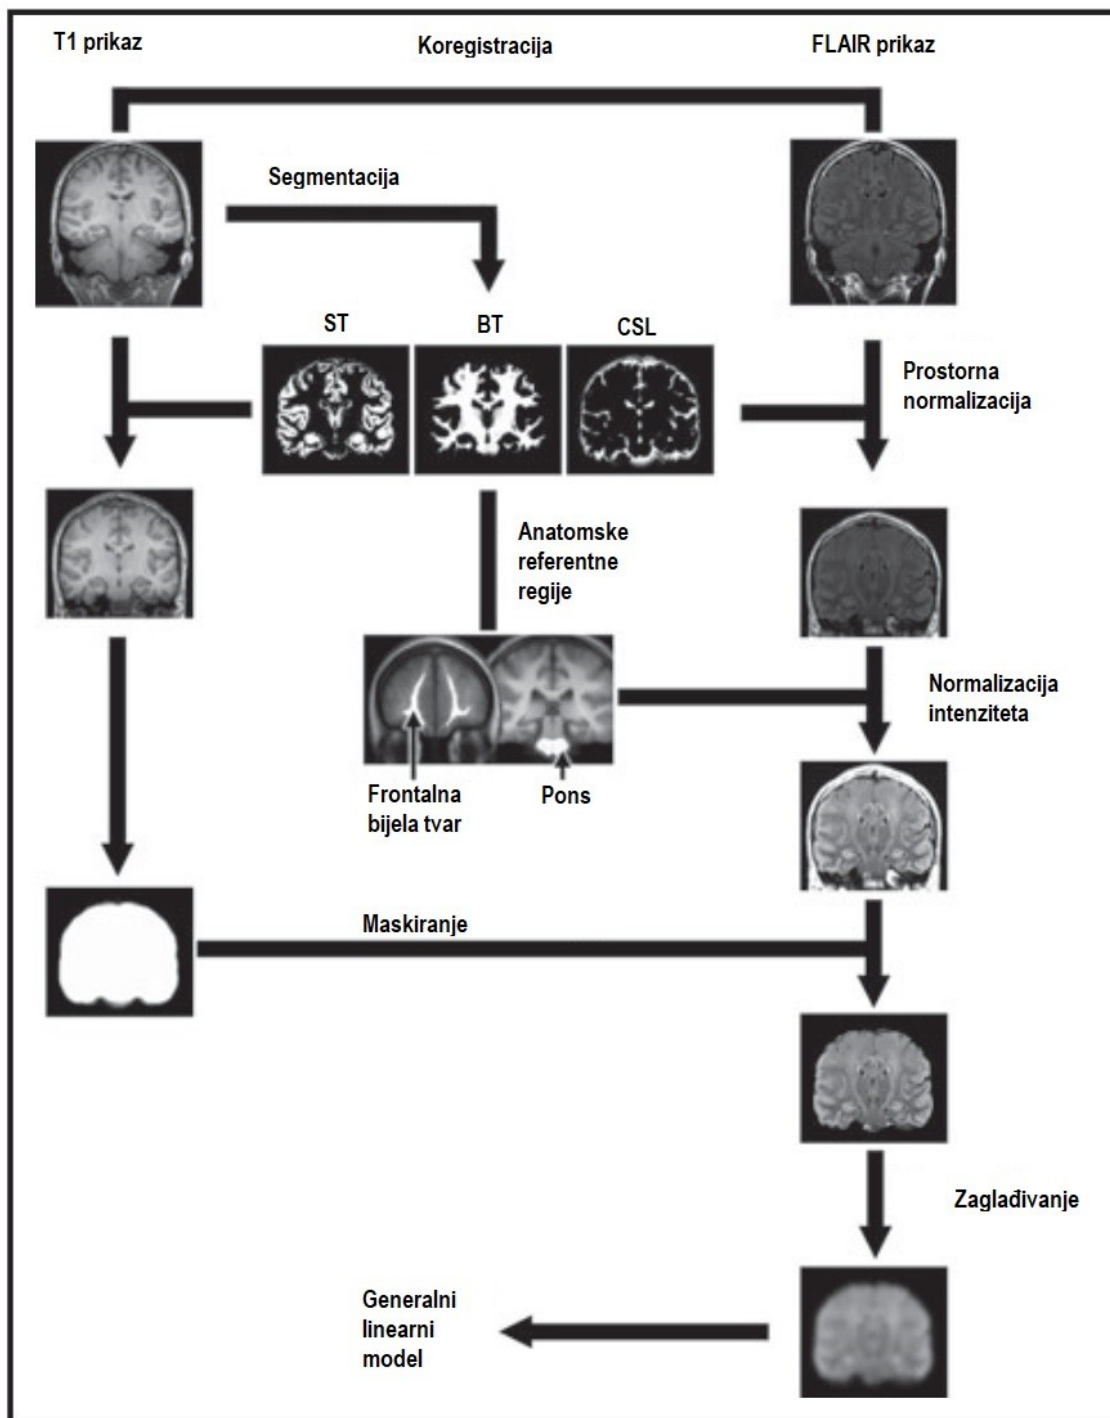 T1 prikaz
Koregistracija
FLAIR prikaz
Segmentacija
ST
BT
CSL
Prostorna
normalizacija
Anatomske
referentne
regije
Normalizacija
intenziteta
Frontalna
bijela tvar
Pons
Maskiranje
Zaglađivanje
Generalni
linearni
model